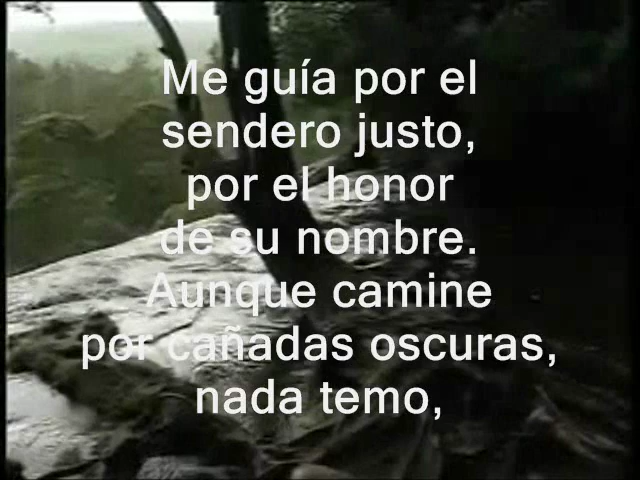 Me guía por el
sendero justo,
por el honor
de su nombre.
Aunque camine
por cañadas oscuras,
nada temo,